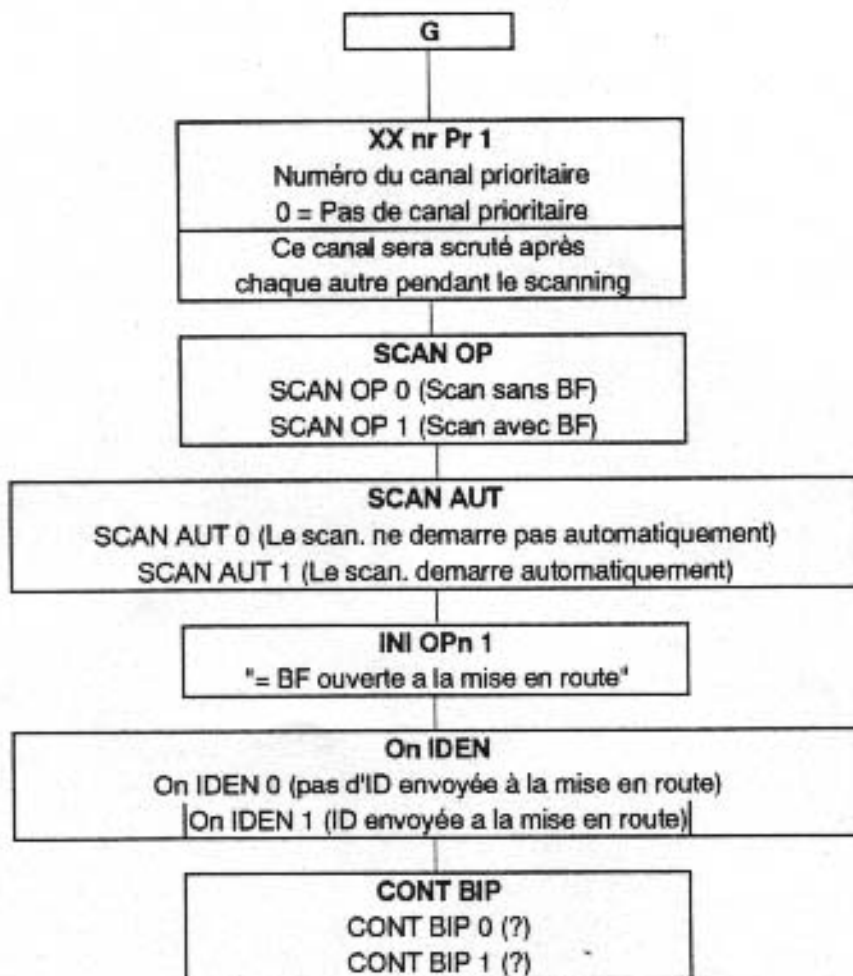 G
XX nr Pr 1
Numéro du canal prioritaire
0 = Pas de canal prioritaire
Ce canal sera scruté après
chaque autre pendant le scanning
SCAN OP
SCAN OP 0 (Scan sans BF)
SCAN OP 1 (Scan avec BF)
SCAN AUT
SCAN AUT 0 (Le scan. ne demarre pas automatiquement)
SCAN AUT 1 (Le scan. demarre automatiquement)
INI OPn 1
"= BF ouverte a la mise en route"
On IDEN
On IDEN 0 (pas d'ID envoyée à la mise en route)
On IDEN 1 (ID envoyée a la mise en route)
CONT BIP
CONT BIP 0 (?)
CONT BIP 1 (?)